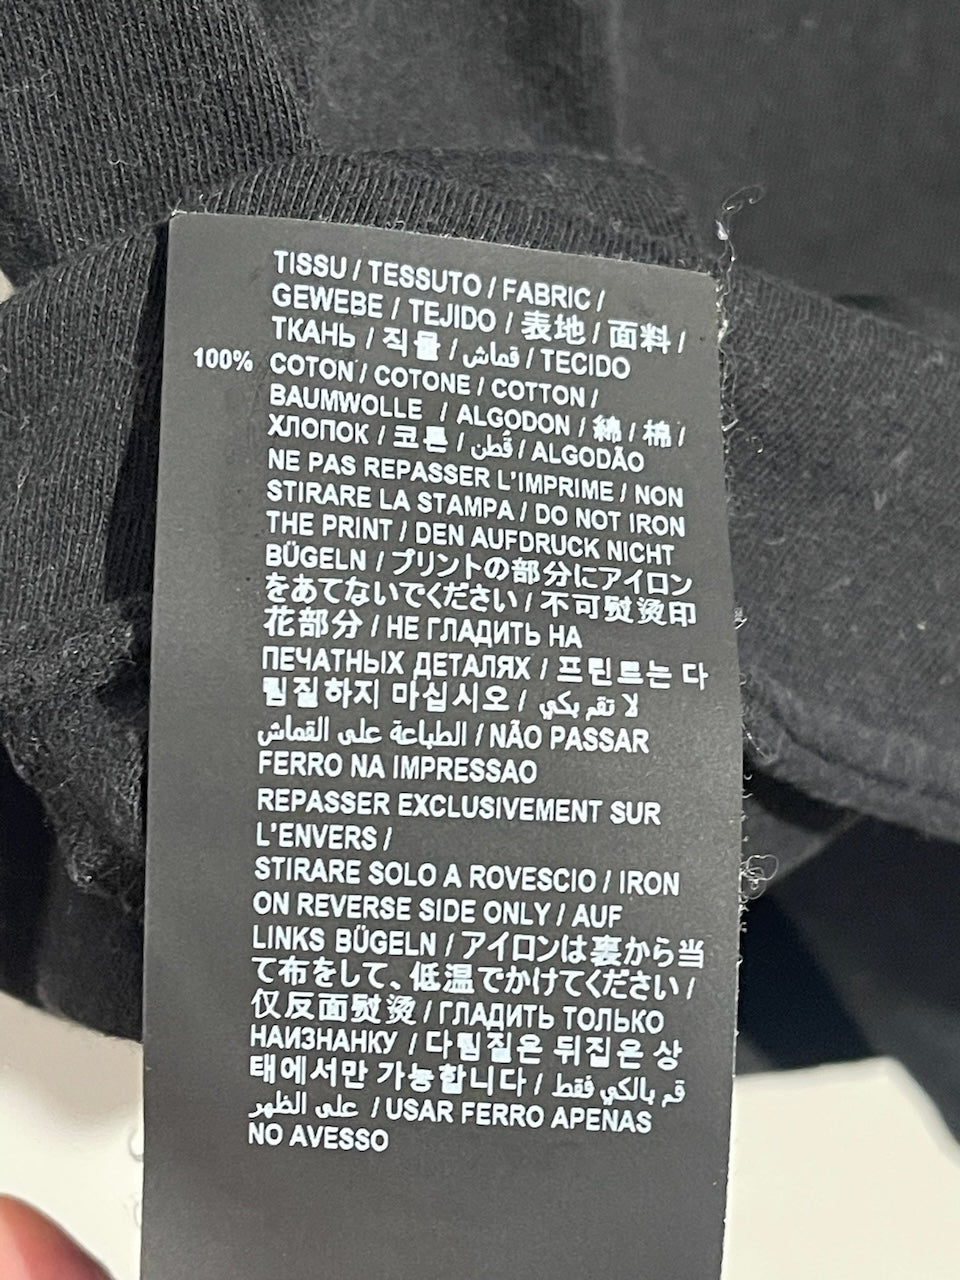 TISSU / TESSUTO / FABRIC /
GEWEBE / TEJIDO / 表地 / 面料 /
ТКАНЬ / 직물 / قماش / TECIDO
100% COTON / COTONE / COTTON /
BAUMWOLLE / ALGODON / 綿 / 棉 /
ХЛОПОК / 코튼 / قُطن / ALGODÃO
NE PAS REPASSER L'IMPRIME / NON
STIRARE LA STAMPA / DO NOT IRON
THE PRINT / DEN AUFDRUCK NICHT
BÜGELN / プリントの部分にアイロン
をあてないでください / 不可熨烫印
花部分 / НЕ ГЛАДИТЬ НА
ПЕЧАТНЫХ ДЕТАЛЯХ / 프린트는 다
림질하지 마십시오 / لا تقم بكي
الطباعة على القماش / NÃO PASSAR
FERRO NA IMPRESSAO
REPASSER EXCLUSIVEMENT SUR
L'ENVERS /
STIRARE SOLO A ROVESCIO / IRON
ON REVERSE SIDE ONLY / AUF
LINKS BÜGELN / アイロンは裏から当
て布をして、低温でかけてください /
仅反面熨烫 / ГЛАДИТЬ ТОЛЬКО
НАИЗНАНКУ / 다림질은 뒤집은 상
태에서만 가능합니다 / قم بالكي فقط
على الظهر / USAR FERRO APENAS
NO AVESSO